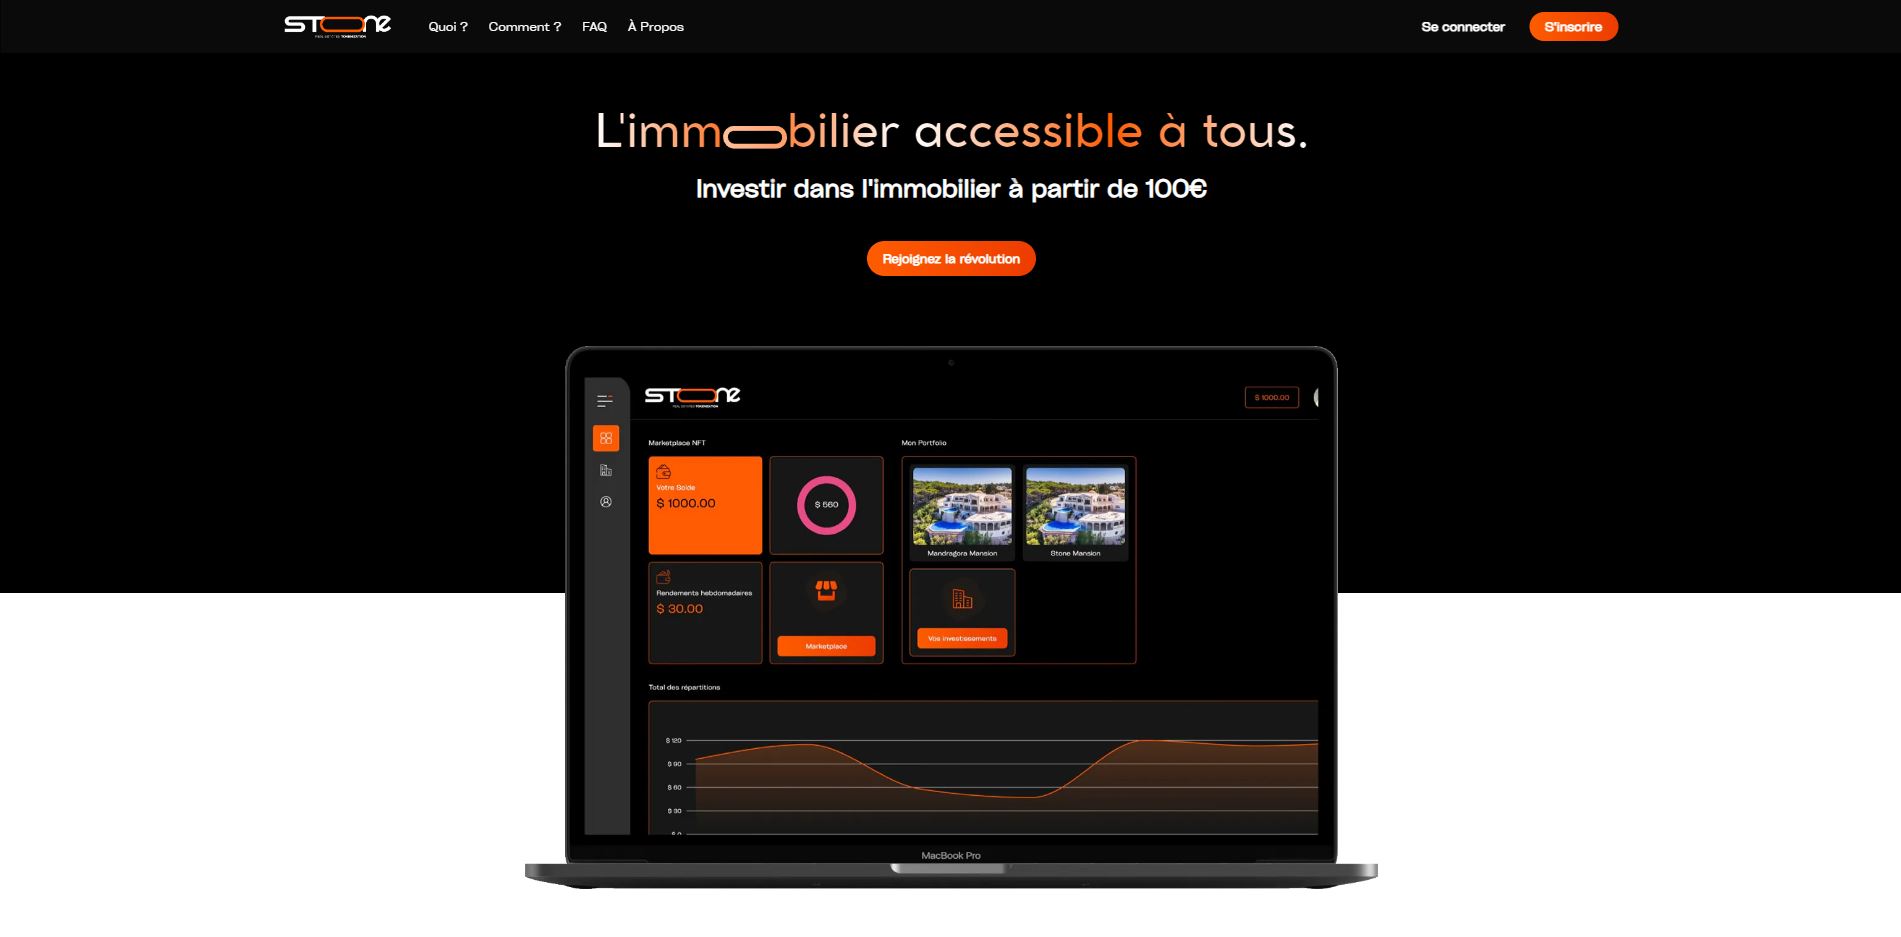 STONE
REAL ESTATES TOKENIZATION
Quoi ?
Comment ?
FAQ
À Propos
Se connecter
S'inscrire
L'immobilier accessible à tous.
Investir dans l'immobilier à partir de 100€
Rejoignez la révolution
STONE
REAL ESTATES TOKENIZATION
$ 1000.00
Marketplace NFT
Mon Portfolio
Votre Solde
$ 1000.00
$ 560
Mandragora Mansion
Stone Mansion
Rendements hebdomadaires
$ 30.00
Marketplace
Vos investissements
Total des répartitions
$ 120
$ 90
$ 60
$ 30
$ 0
MacBook Pro